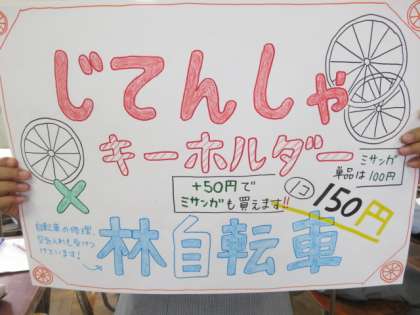 じてんしゃ
キーホルダー
ミサンガ
単品は100円
+50円で
ミサンガも買えます!!
1コ 150円
×
林自転車
自転車の修理、
空気入れも受けつ
けています!